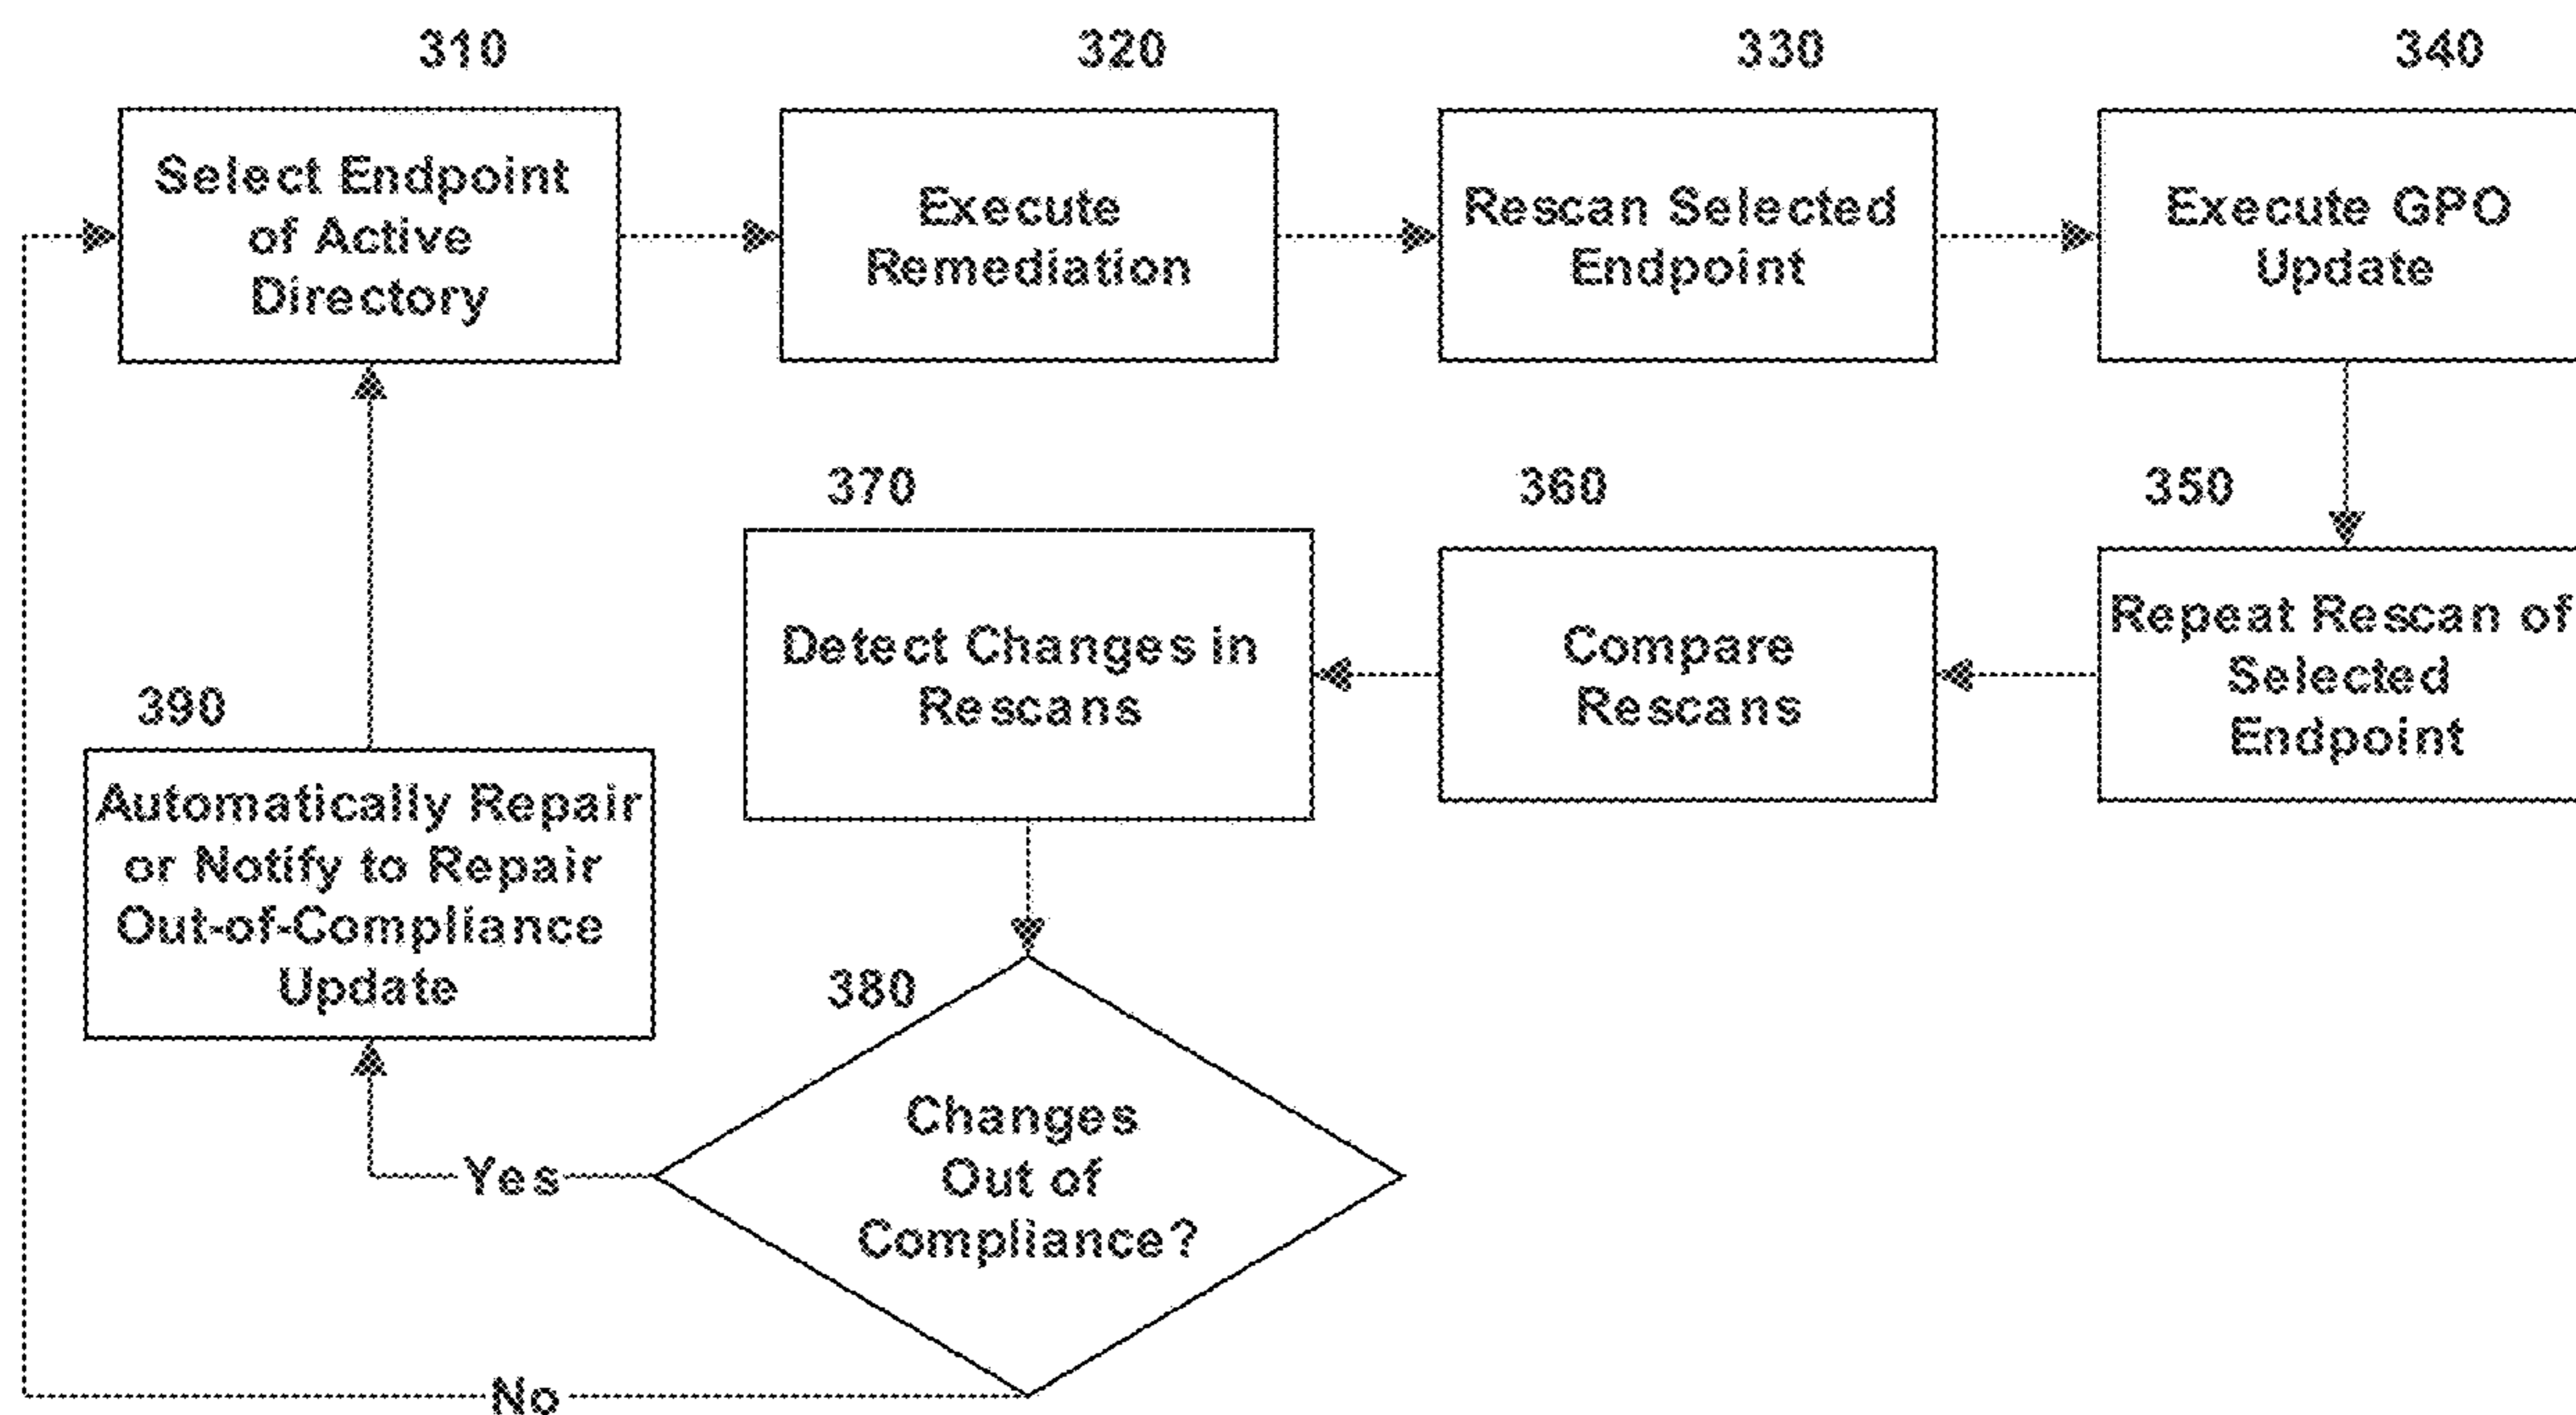 310
Select Endpoint
of Active
Directory
320
Execute
Remediation
330
Rescan Selected
Endpoint
340
Execute GPO
Update
350
Repeat Rescan of
Selected
Endpoint
360
Compare
Rescans
370
Detect Changes in
Rescans
380
Changes
Out of
Compliance?
Yes
390
Automatically Repair
or Notify to Repair
Out-of-Compliance
Update
No